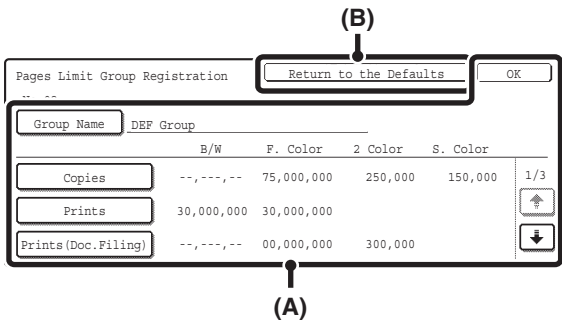 (B)
Pages Limit Group Registration Return to the Defaults OK
Group Name DEF Group
B/W F. Color 2 Color S. Color
Copies --,---,-- 75,000,000 250,000 150,000 1/3
Prints 30,000,000 30,000,000
Prints(Doc.Filing) --,---,-- 00,000,000 300,000
(A)